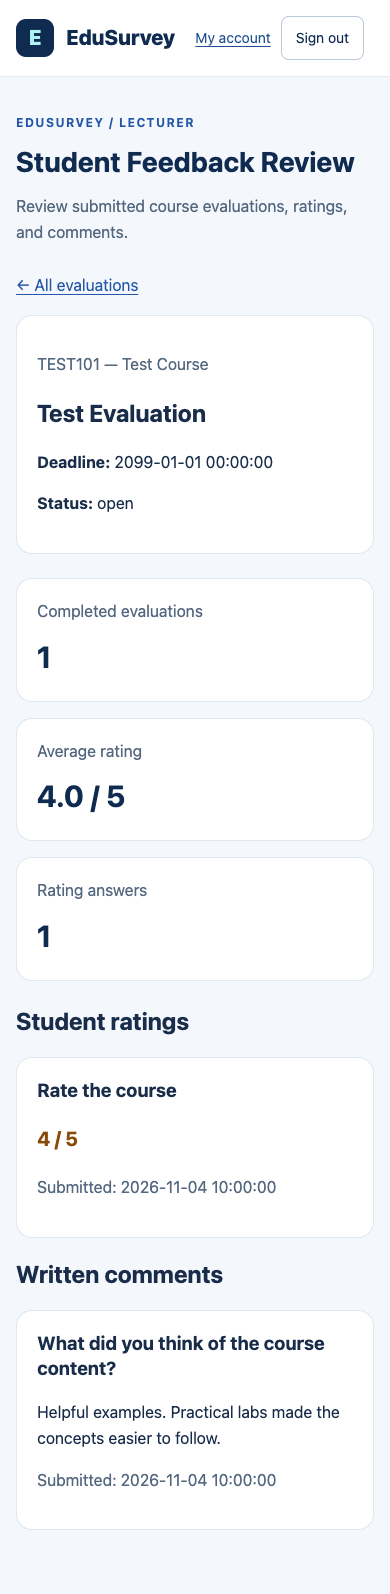 E EduSurvey My account Sign out
EDUSURVEY / LECTURER
Student Feedback Review
Review submitted course evaluations, ratings,
and comments.
← All evaluations
TEST101 — Test Course
Test Evaluation
Deadline: 2099-01-01 00:00:00
Status: open
Completed evaluations
1
Average rating
4.0 / 5
Rating answers
1
Student ratings
Rate the course
4 / 5
Submitted: 2026-11-04 10:00:00
Written comments
What did you think of the course
content?
Helpful examples. Practical labs made the
concepts easier to follow.
Submitted: 2026-11-04 10:00:00